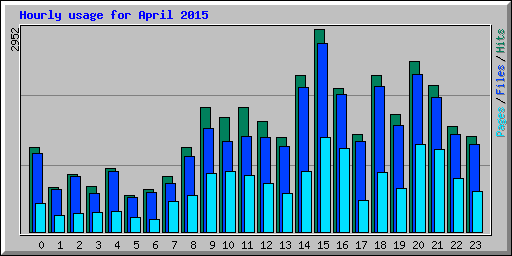 Hourly usage for April 2015
2952
Pages / Files / Hits
0 1 2 3 4 5 6 7 8 9 10 11 12 13 14 15 16 17 18 19 20 21 22 23